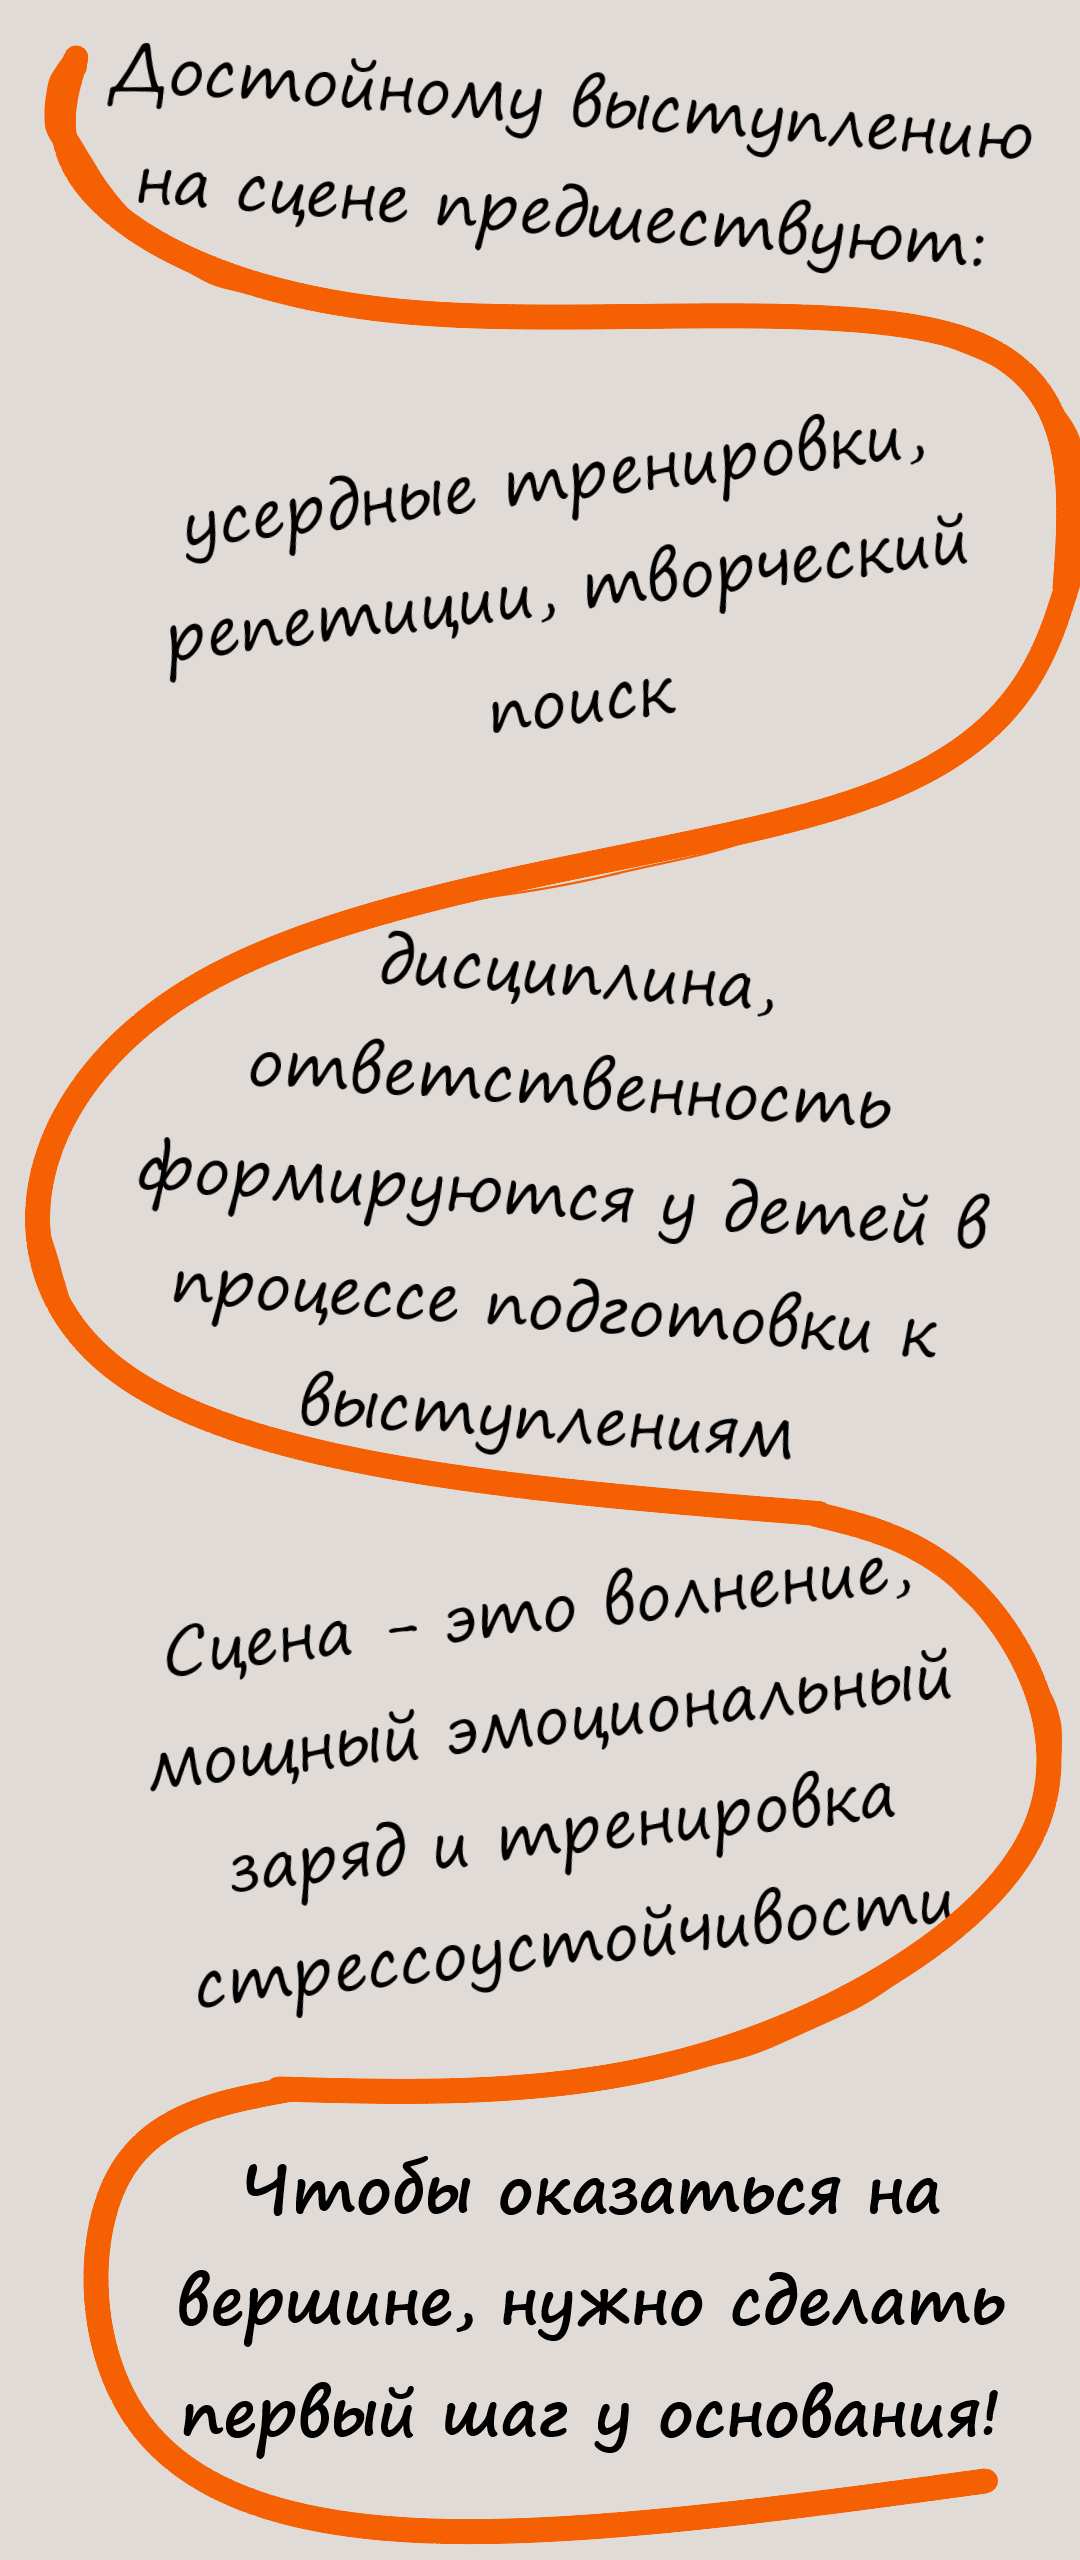 Достойному выступлению
на сцене предшествуют:
усердные тренировки,
репетиции, творческий
поиск
дисциплина,
ответственность
формируются у детей в
процессе подготовки к
выступлениям
Сцена - это волнение,
мощный эмоциональный
заряд и тренировка
стрессоустойчивости
Чтобы оказаться на
вершине, нужно сделать
первый шаг у основания!